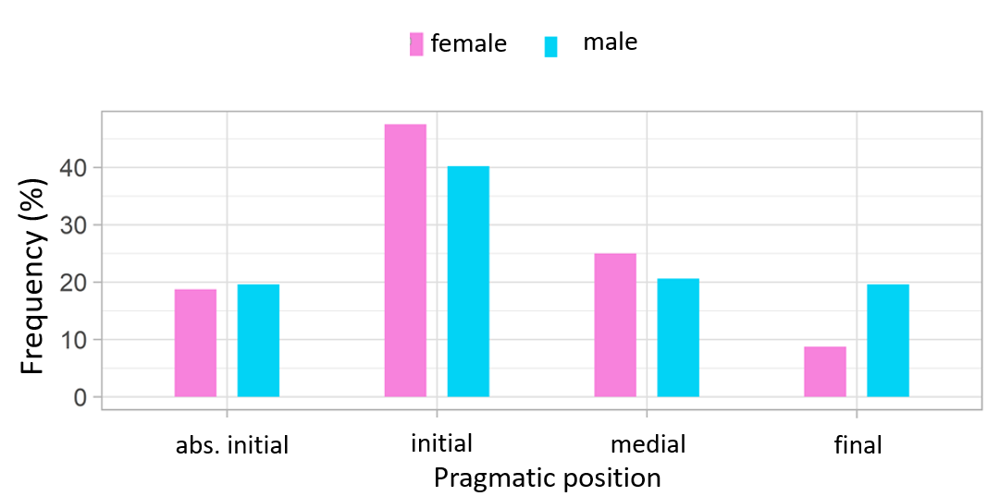 female male
Frequency (%)
40
30
20
10
0
abs. initial initial medial final
Pragmatic position